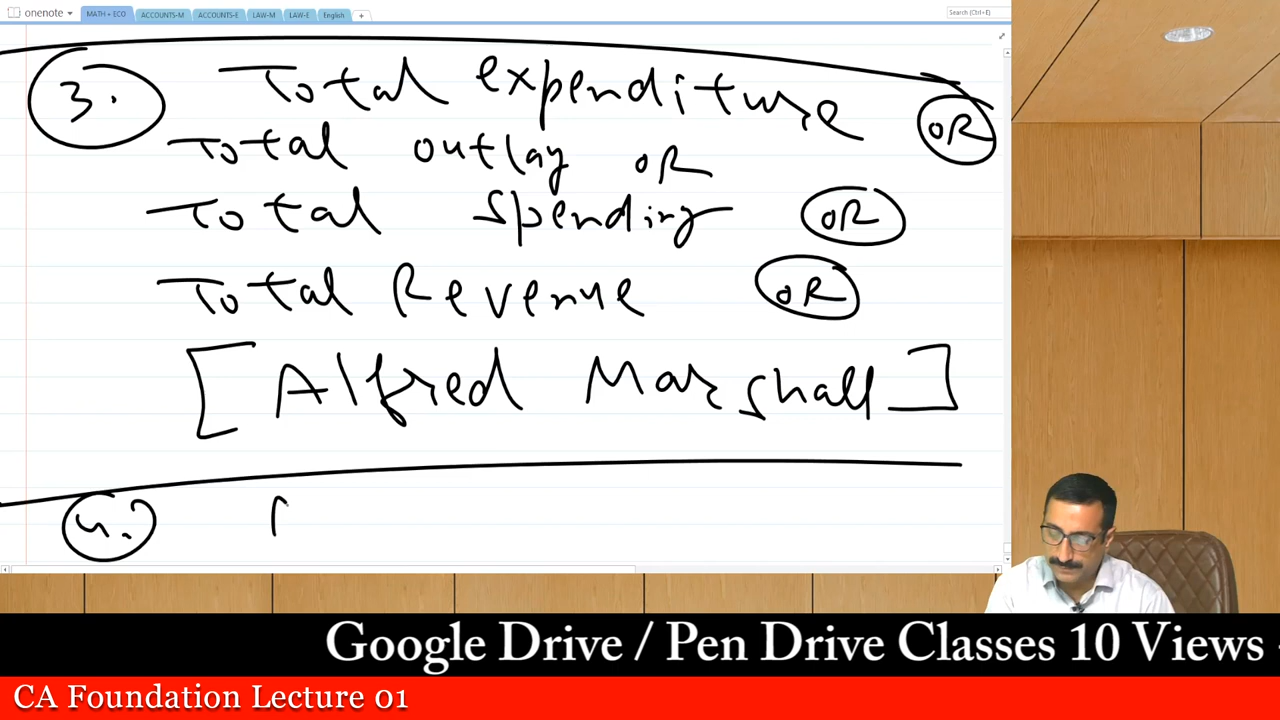 onenote
MATH + ECO
ACCOUNTS-M
ACCOUNTS-E
LAW-M
LAW-E
English
Search (Ctrl+E)
3. Total expenditure OR
Total outlay OR
Total spending OR
Total Revenue OR
[Alfred Marshall]
4.
Google Drive / Pen Drive Classes 10 Views -
CA Foundation Lecture 01